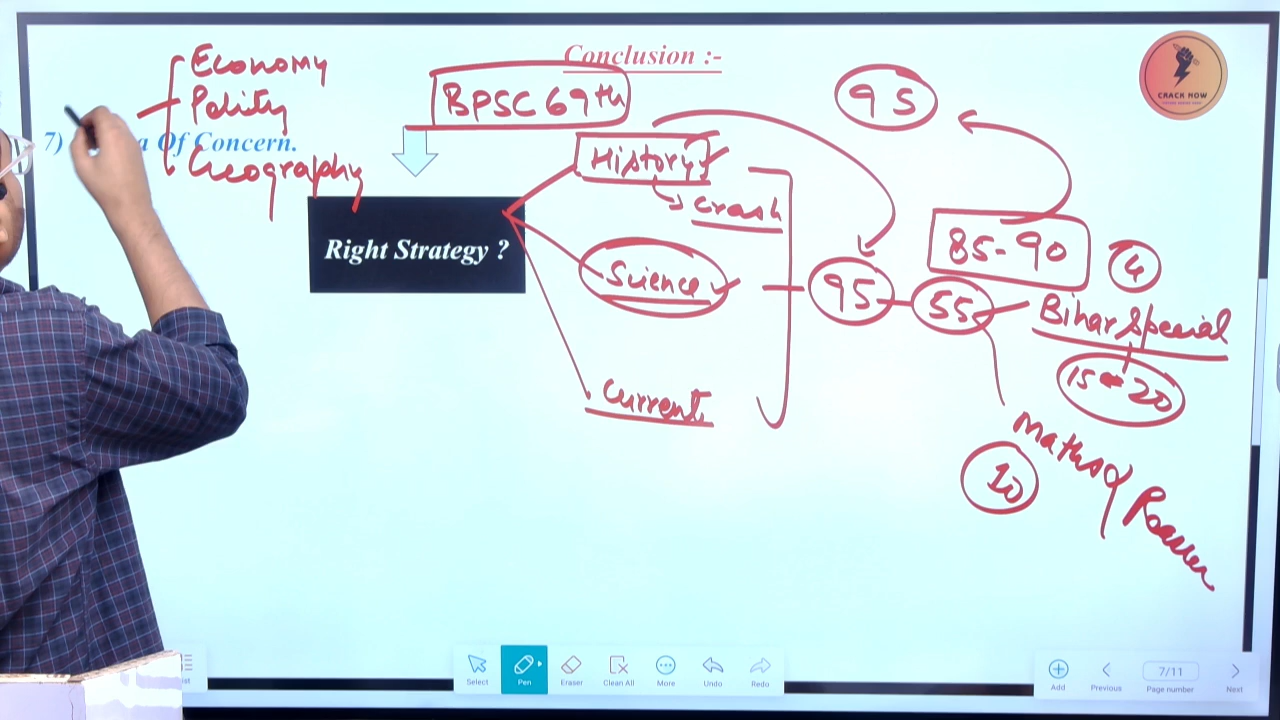 Conclusion :-
Economy
Polity
Geography
7)
a Of Concern.
BPSC 69th
95
CRACK NOW
History
crash
Right Strategy ?
Science
Current
95
55
85-90
4
Bihar Special
15 20
10
Maths &
Select
Pen
Eraser
Clean All
More
Undo
Redo
Add
Previous
7/11
Page number
Next